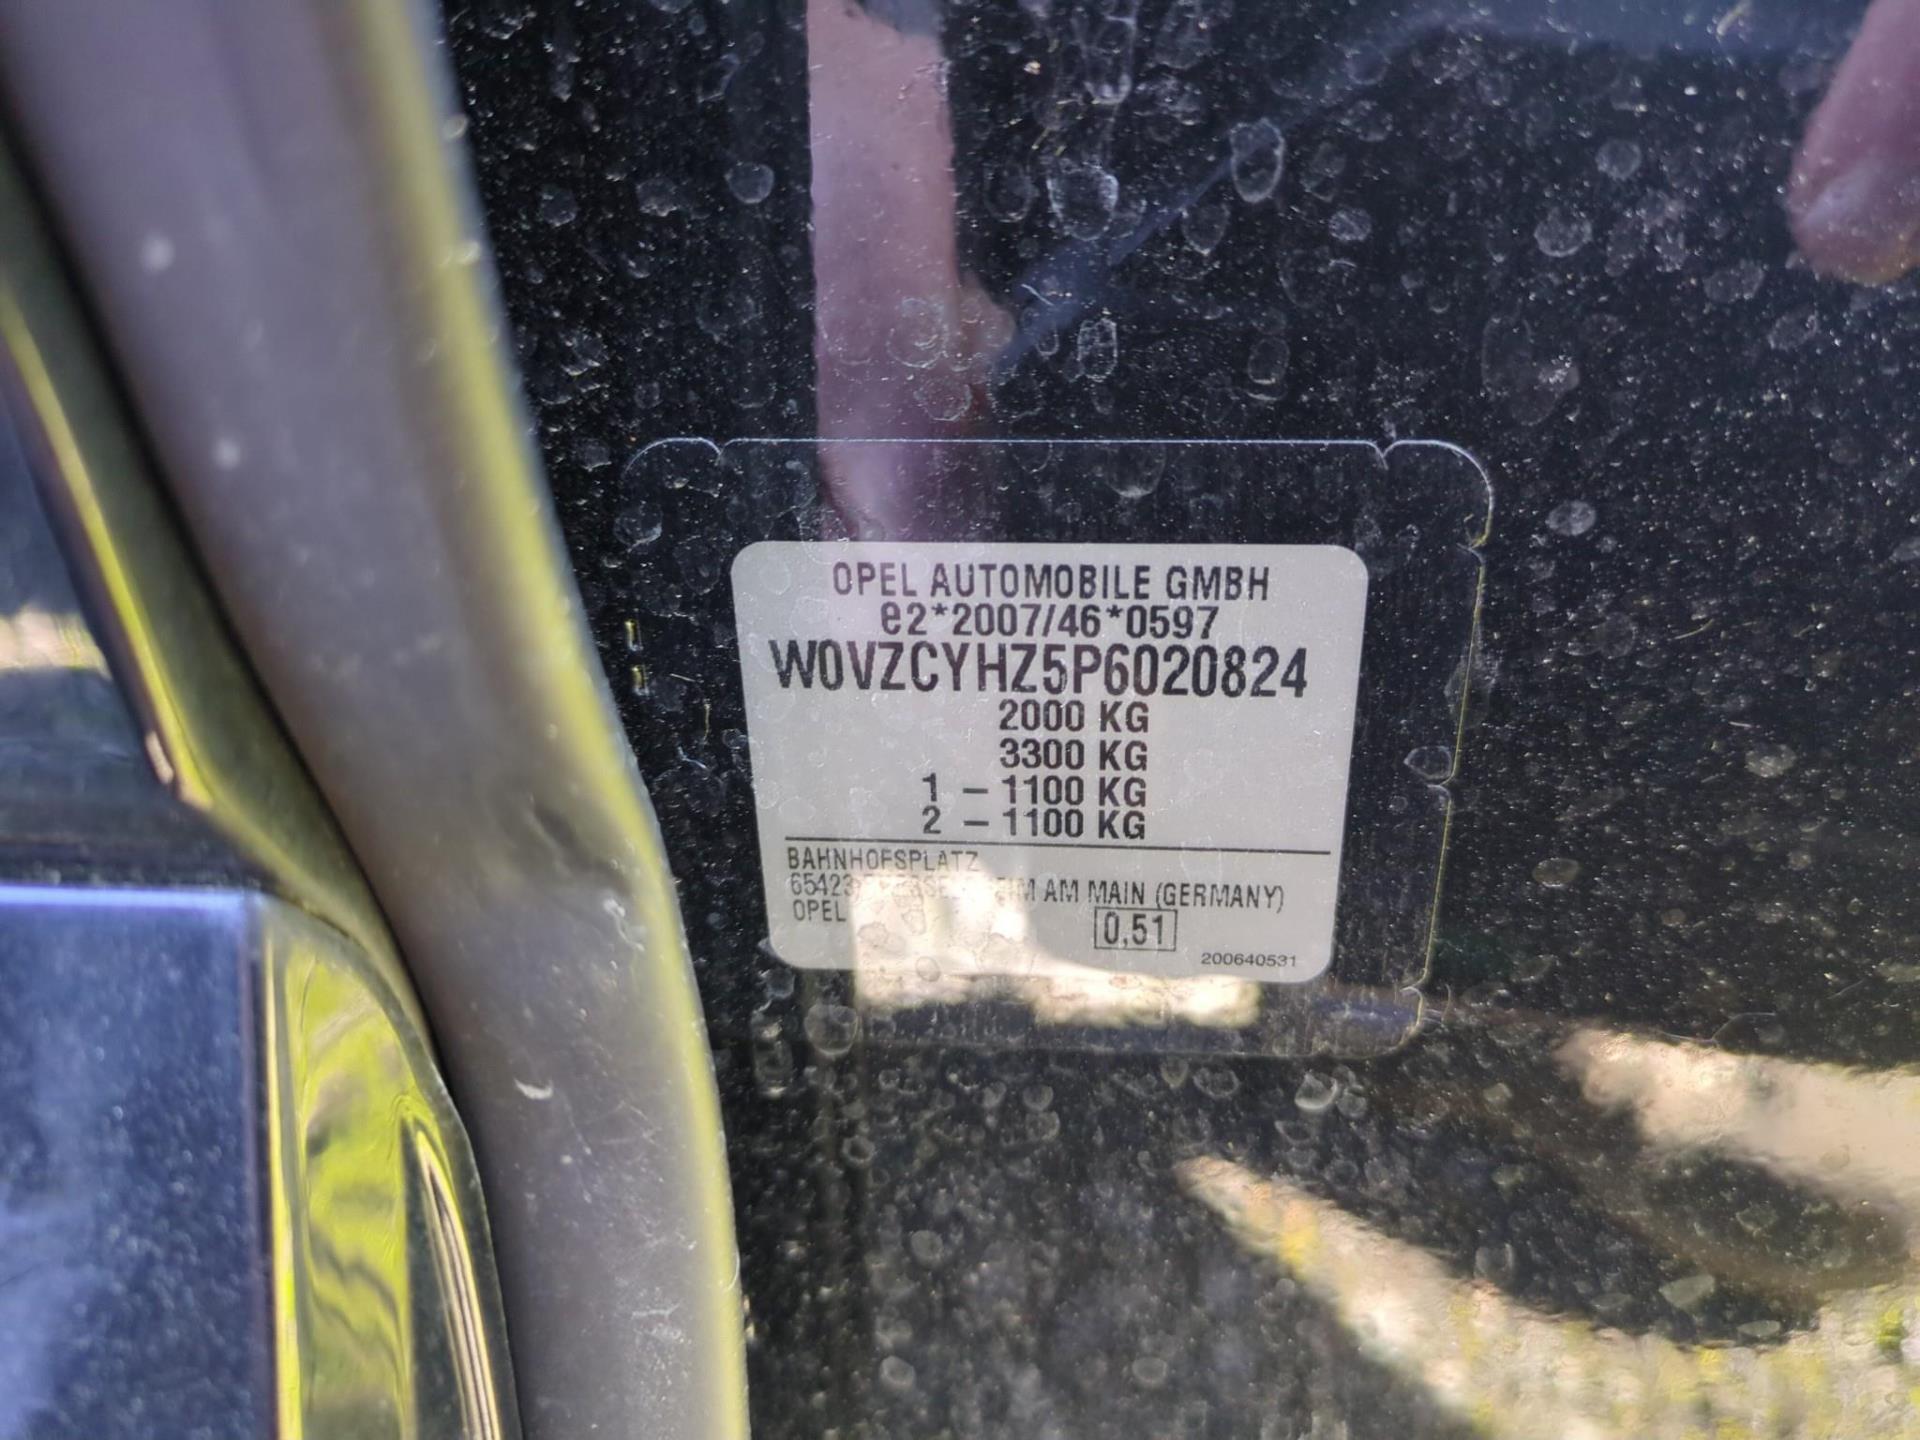 OPEL AUTOMOBILE GMBH
e2*2007/46*0597
W0VZCYHZ5P6020824
2000 KG
3300 KG
1 – 1100 KG
2 – 1100 KG
BAHNHOFSPLATZ
65423 AM MAIN (GERMANY)
OPEL
0,51
200640531